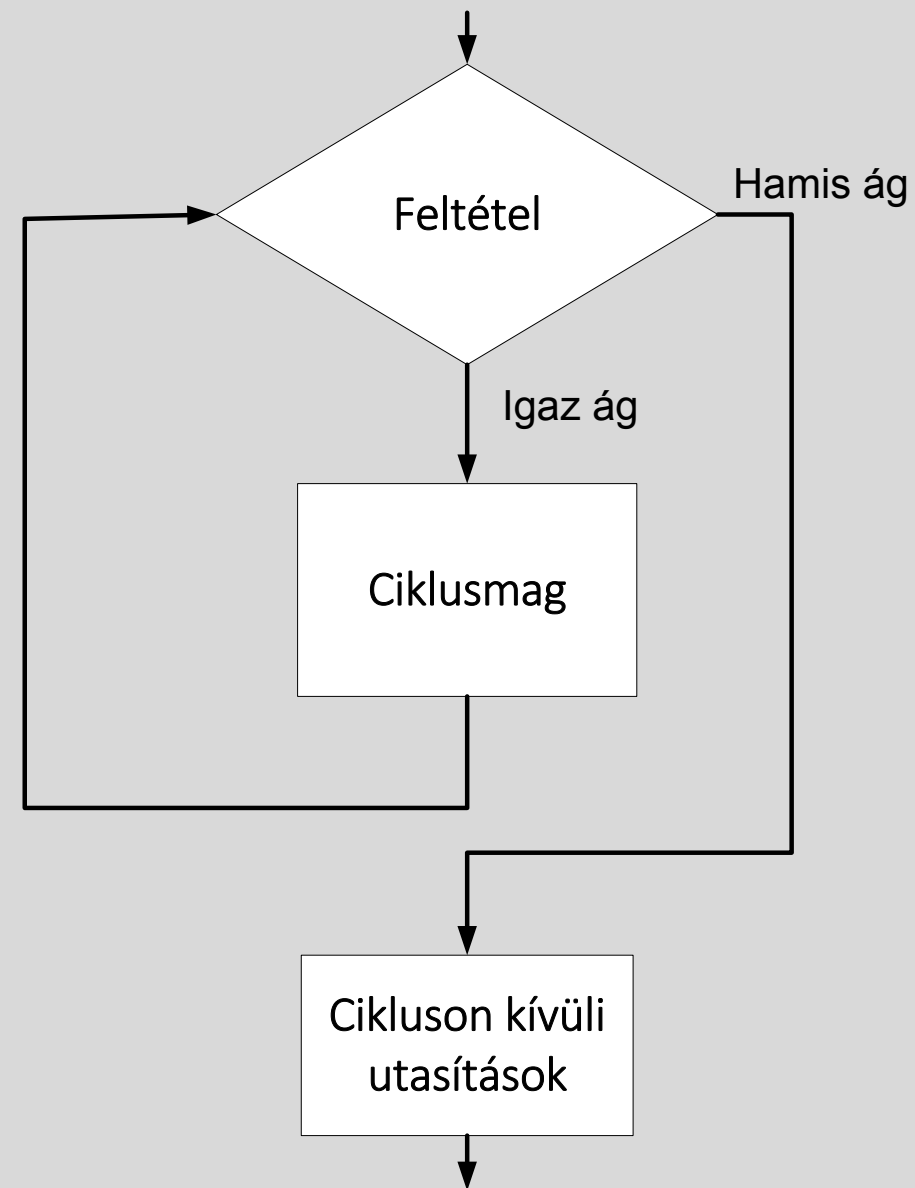 Hamis ág
Feltétel
Igaz ág
Ciklusmag
Cikluson kívüli
utasítások